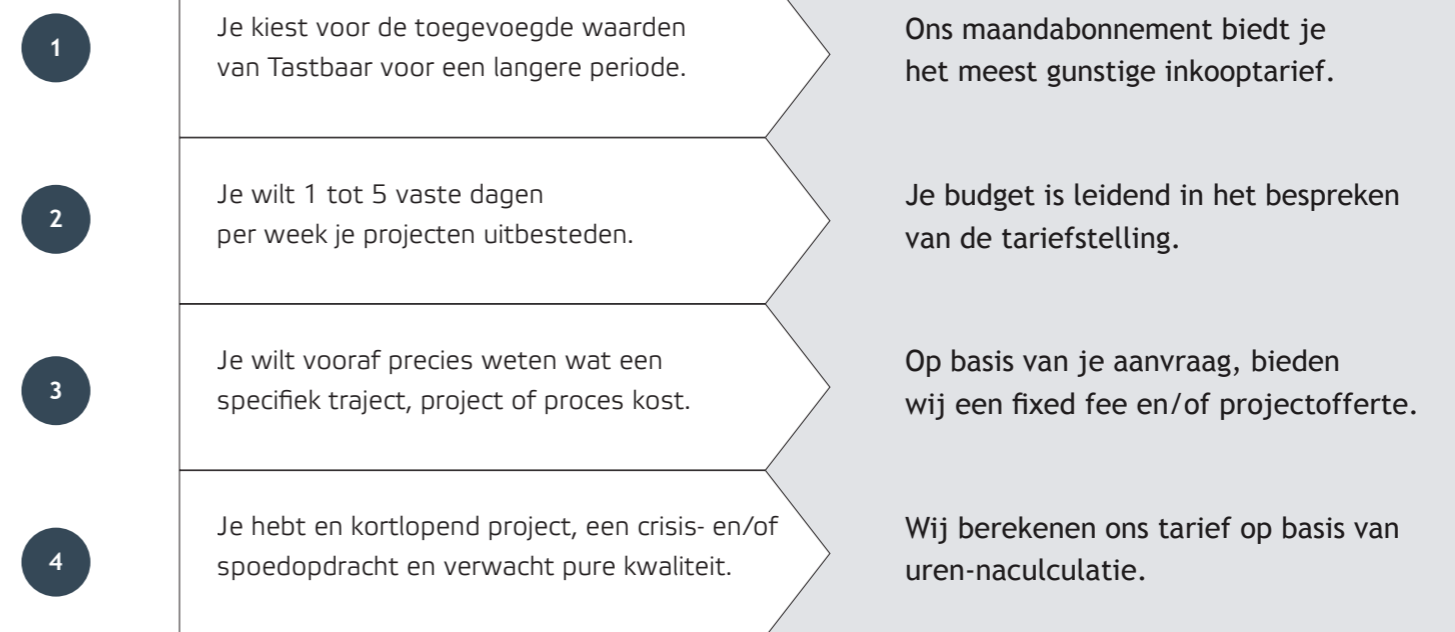 1
Je kiest voor de toegevoegde waarden
van Tastbaar voor een langere periode.
Ons maandabonnement biedt je
het meest gunstige inkooptarief.
2
Je wilt 1 tot 5 vaste dagen
per week je projecten uitbesteden.
Je budget is leidend in het bespreken
van de tariefstelling.
3
Je wilt vooraf precies weten wat een
specifiek traject, project of proces kost.
Op basis van je aanvraag, bieden
wij een fixed fee en/of projectofferte.
4
Je hebt en kortlopend project, een crisis- en/of
spoedopdracht en verwacht pure kwaliteit.
Wij berekenen ons tarief op basis van
uren-naculculatie.